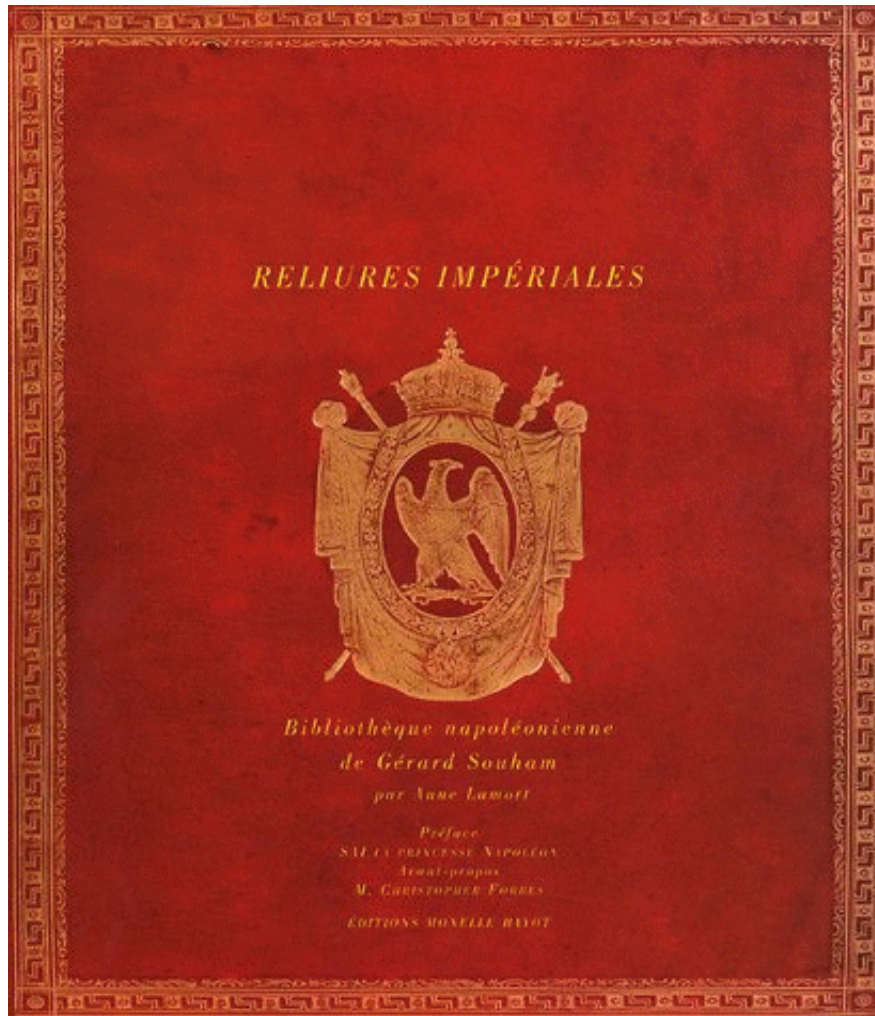 RELIURES IMPÉRIALES
Bibliothèque napoléonienne
de Gérard Souham
par Anne Lamort
Préface
SAI LA PRINCESSE NAPOLÉON
Avant-propos
M. CHRISTOPHER FORBES
ÉDITIONS MONELLE HAYOT